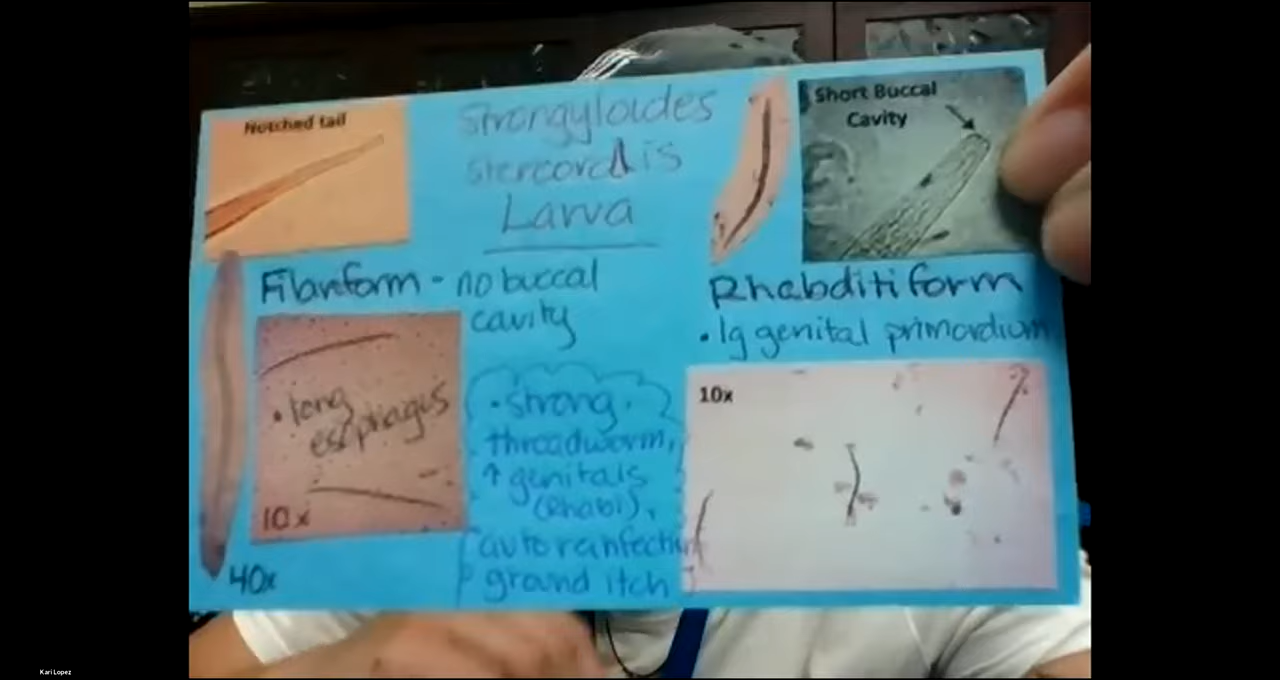 Notched tail
Strongyloides
Stercoralis
Larva
Short Buccal
Cavity
Filariform - no buccal
cavity
Rhabditiform
• lg genital primordium
• long
esophagus
10x
40x
• Strong •
threadworm,
↑ genitals
(Rhabi),
autoreinfection
ground itch
10x
Kari Lopez